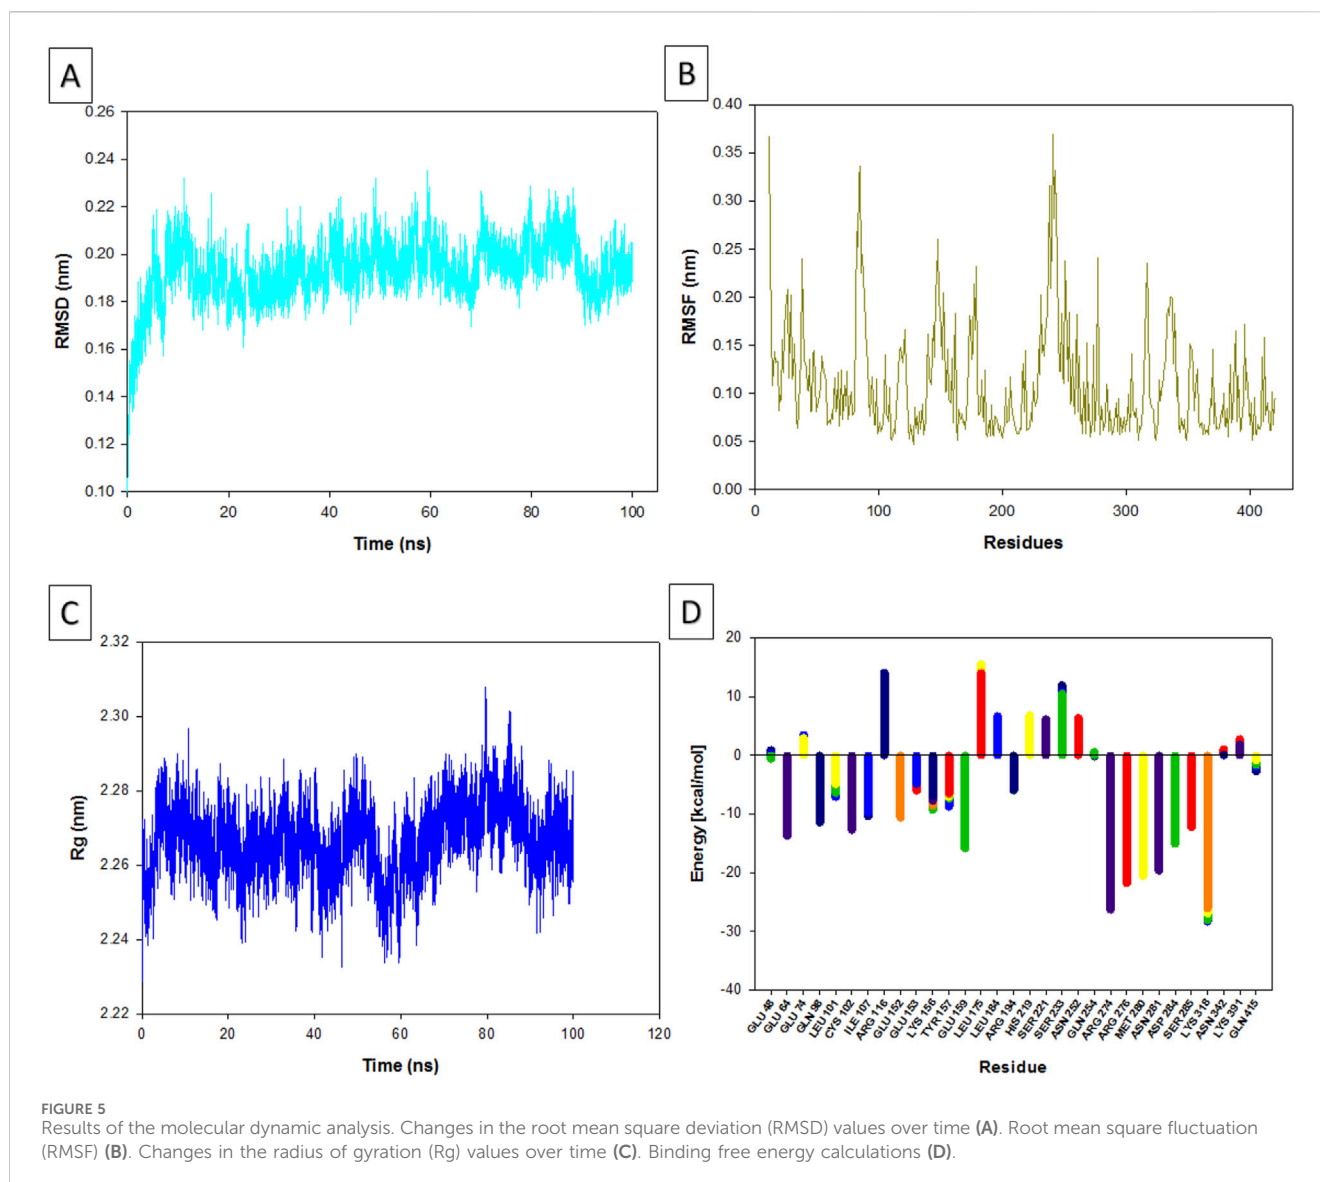 A
0.26
0.24
0.22
0.20
0.18
0.16
0.14
0.12
0.10
RMSD (nm)
0
20
40
60
80
100
Time (ns)
B
0.40
0.35
0.30
0.25
0.20
0.15
0.10
0.05
0.00
RMSF (nm)
0
100
200
300
400
Residues
C
2.32
2.30
2.28
2.26
2.24
2.22
Rg (nm)
0
20
40
60
80
100
120
Time (ns)
D
20
10
0
-10
-20
-30
-40
Energy [kcal/mol]
GLU 48
GLU 64
GLU 74
GLN 98
LEU 101
CYS 102
ILE 107
ARG 116
GLU 152
GLU 153
LYS 156
TYR 157
GLU 159
LEU 175
LEU 184
ARG 194
HIS 219
SER 221
SER 233
ASN 252
GLN 254
ARG 274
ARG 276
MET 280
ASN 281
ASP 284
SER 285
LYS 318
ASN 342
LYS 391
GLN 415
Residue
FIGURE 5
Results of the molecular dynamic analysis. Changes in the root mean square deviation (RMSD) values over time (A). Root mean square fluctuation
(RMSF) (B). Changes in the radius of gyration (Rg) values over time (C). Binding free energy calculations (D).